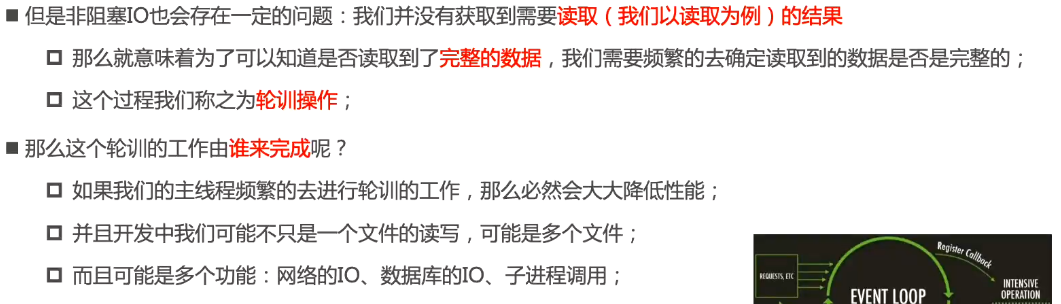 但是非阻塞IO也会存在一定的问题：我们并没有获取到需要读取（我们以读取为例）的结果
那么就意味着为了可以知道是否读取到了完整的数据，我们需要频繁的去确定读取到的数据是否是完整的；
这个过程我们称之为轮训操作；
那么这个轮训的工作由谁来完成呢？
如果我们的主线程频繁的去进行轮训的工作，那么必然会大大降低性能；
并且开发中我们可能不只是一个文件的读写，可能是多个文件；
而且可能是多个功能：网络的IO、数据库的IO、子进程调用；
Register Callback
REQUESTS, ETC
INTENSIVE
OPERATION
EVENT LOOP